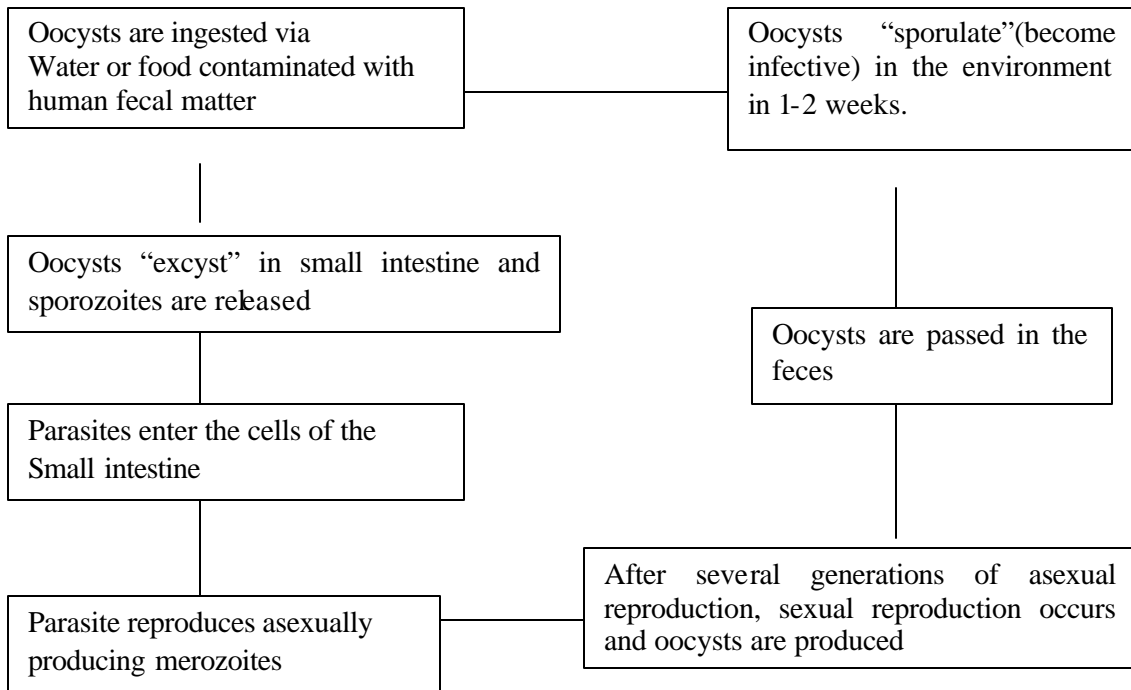 Oocysts are ingested via
Water or food contaminated with
human fecal matter
Oocysts “sporulate”(become
infective) in the environment
in 1-2 weeks.
Oocysts “excyst” in small intestine and
sporozoites are released
Oocysts are passed in the
feces
Parasites enter the cells of the
Small intestine
After several generations of asexual
reproduction, sexual reproduction occurs
and oocysts are produced
Parasite reproduces asexually
producing merozoites